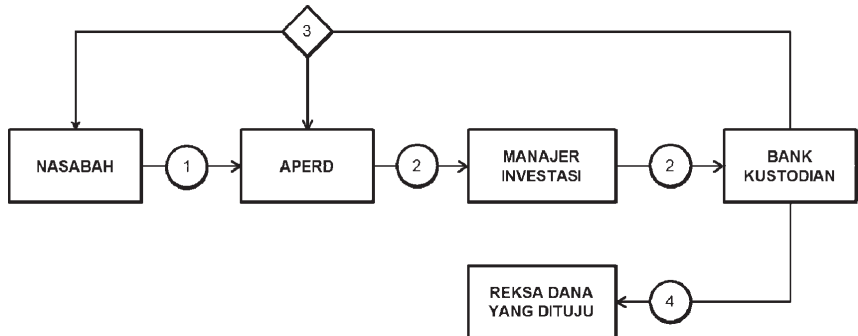 3
NASABAH
1
APERD
2
MANAJER
INVESTASI
2
BANK
KUSTODIAN
REKSA DANA
YANG DITUJU
4